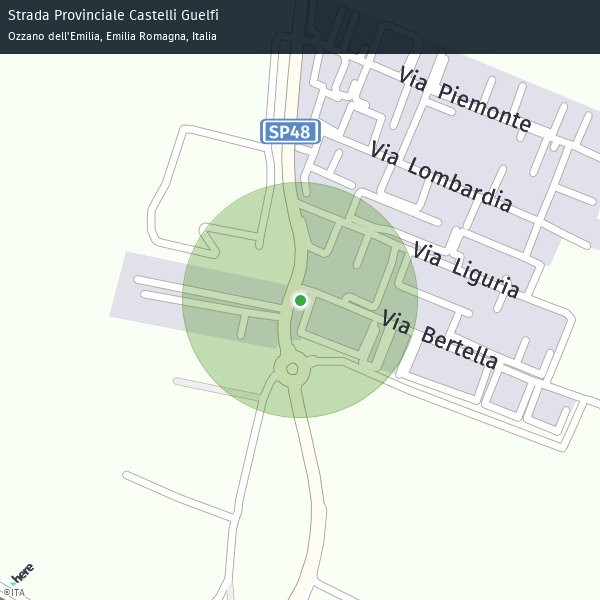 Strada Provinciale Castelli Guelfi
Ozzano dell'Emilia, Emilia Romagna, Italia
Via Piemonte
SP48
Via Lombardia
Via Liguria
Via Bertella
here
©ITA